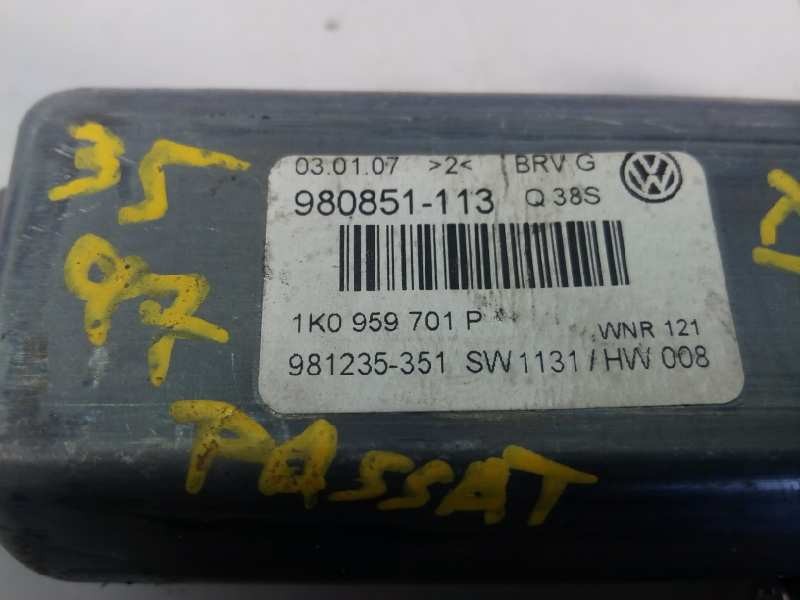 35
97
PASSAT
03.01.07 >2< BRV G
980851-113 Q 38S
1K0 959 701 P WNR 121
981235-351 SW1131/HW 008